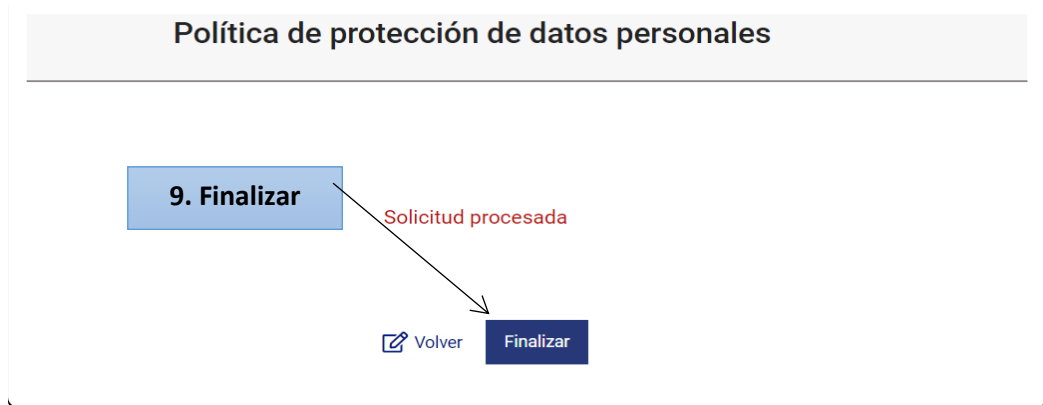 Política de protección de datos personales
9. Finalizar
Solicitud procesada
Volver
Finalizar